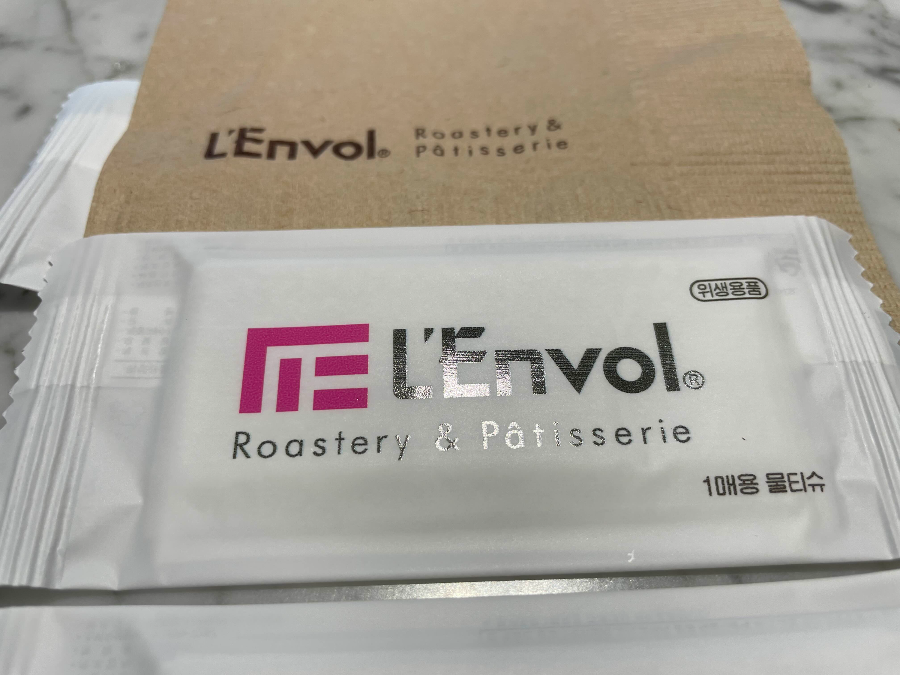 L'Envol® Roastery &
Pâtisserie
위생용품
L'Envol®
Roastery & Pâtisserie
1매용 물티슈